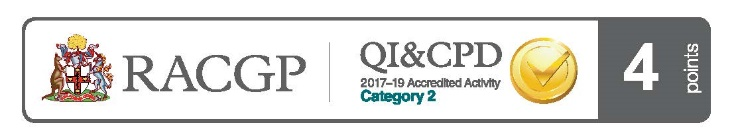 RACGP
QI&CPD
2017–19 Accredited Activity
Category 2
4
points